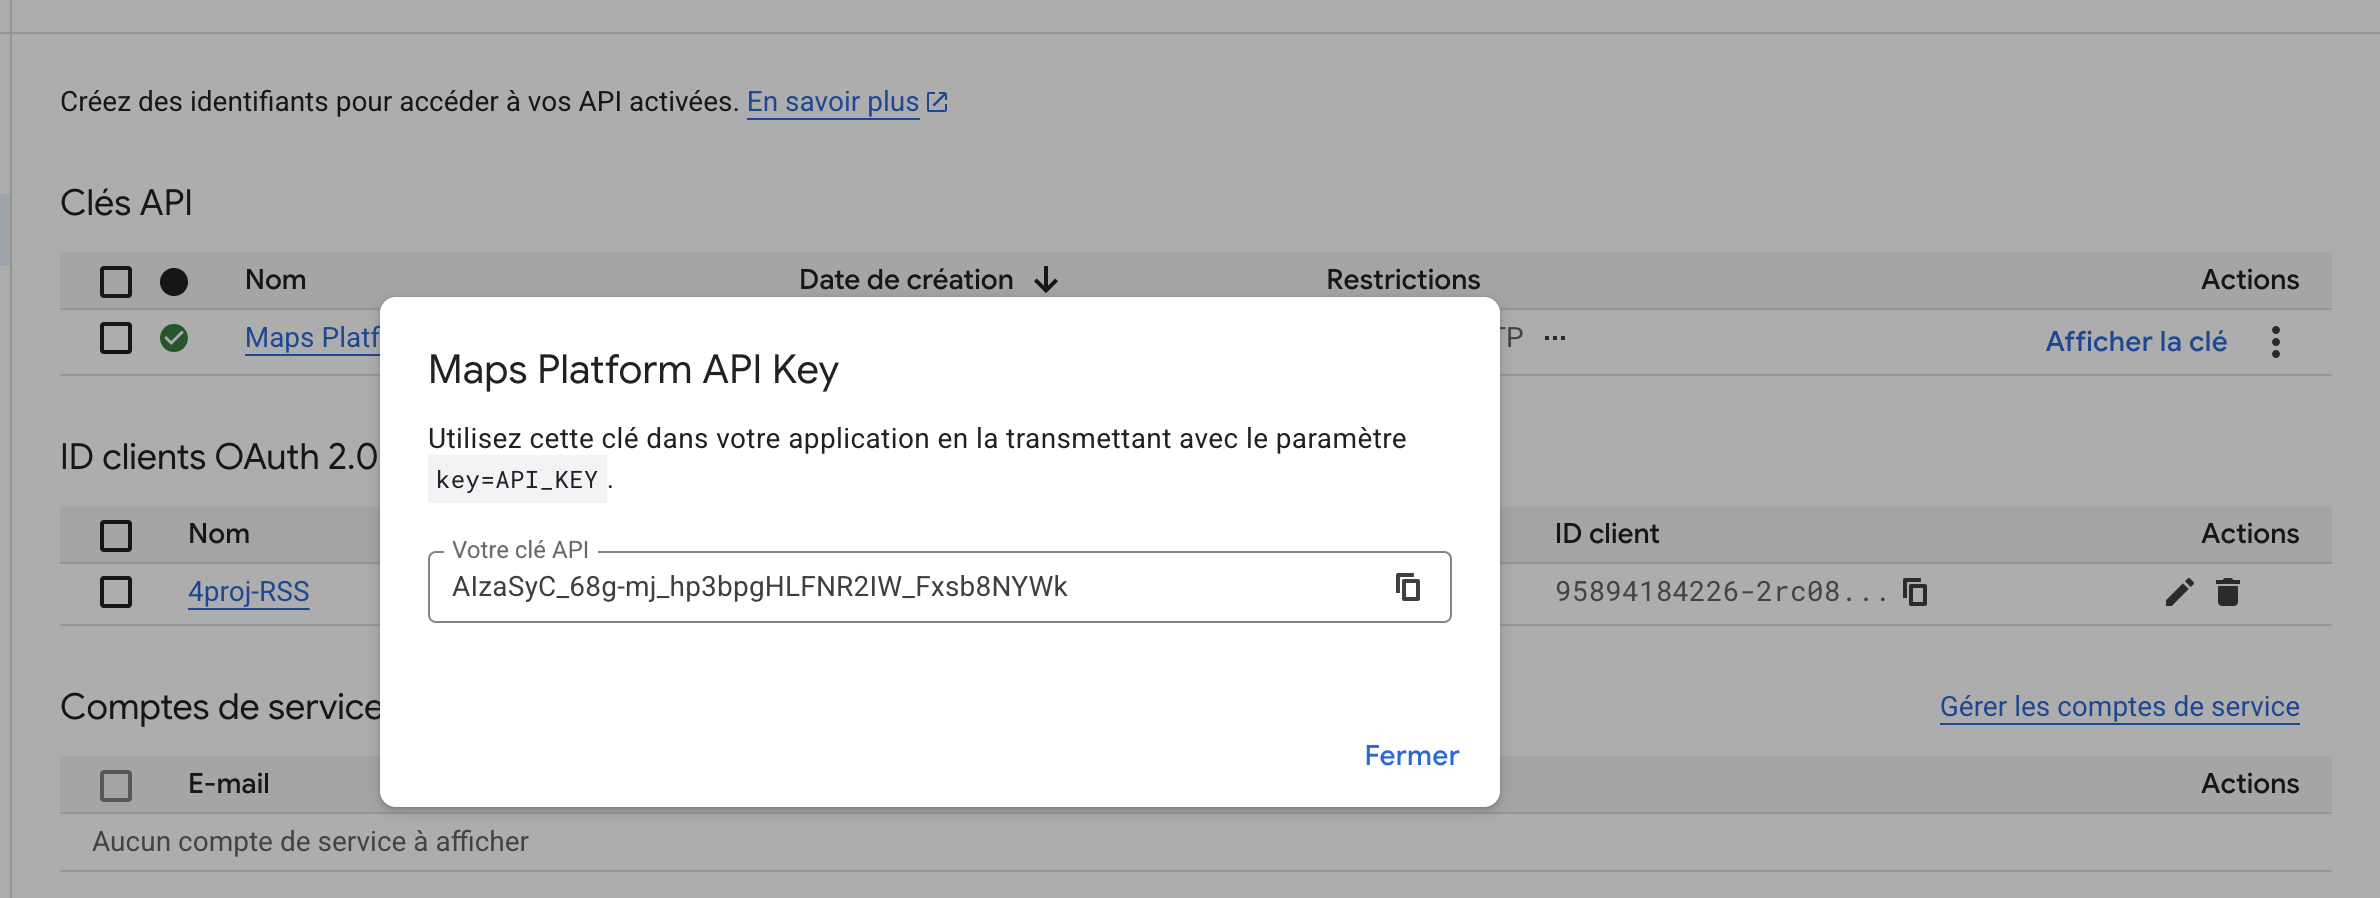 Créez des identifiants pour accéder à vos API activées. En savoir plus
Clés API
Nom Date de création Restrictions Actions
Maps Platf TP ... Afficher la clé
Maps Platform API Key
Utilisez cette clé dans votre application en la transmettant avec le paramètre
key=API_KEY.
Votre clé API
AIzaSyC_68g-mj_hp3bpgHLFNR2IW_Fxsb8NYWk
Fermer
ID clients OAuth 2.0
Nom ID client Actions
4proj-RSS 95894184226-2rc08...
Comptes de service Gérer les comptes de service
E-mail Actions
Aucun compte de service à afficher